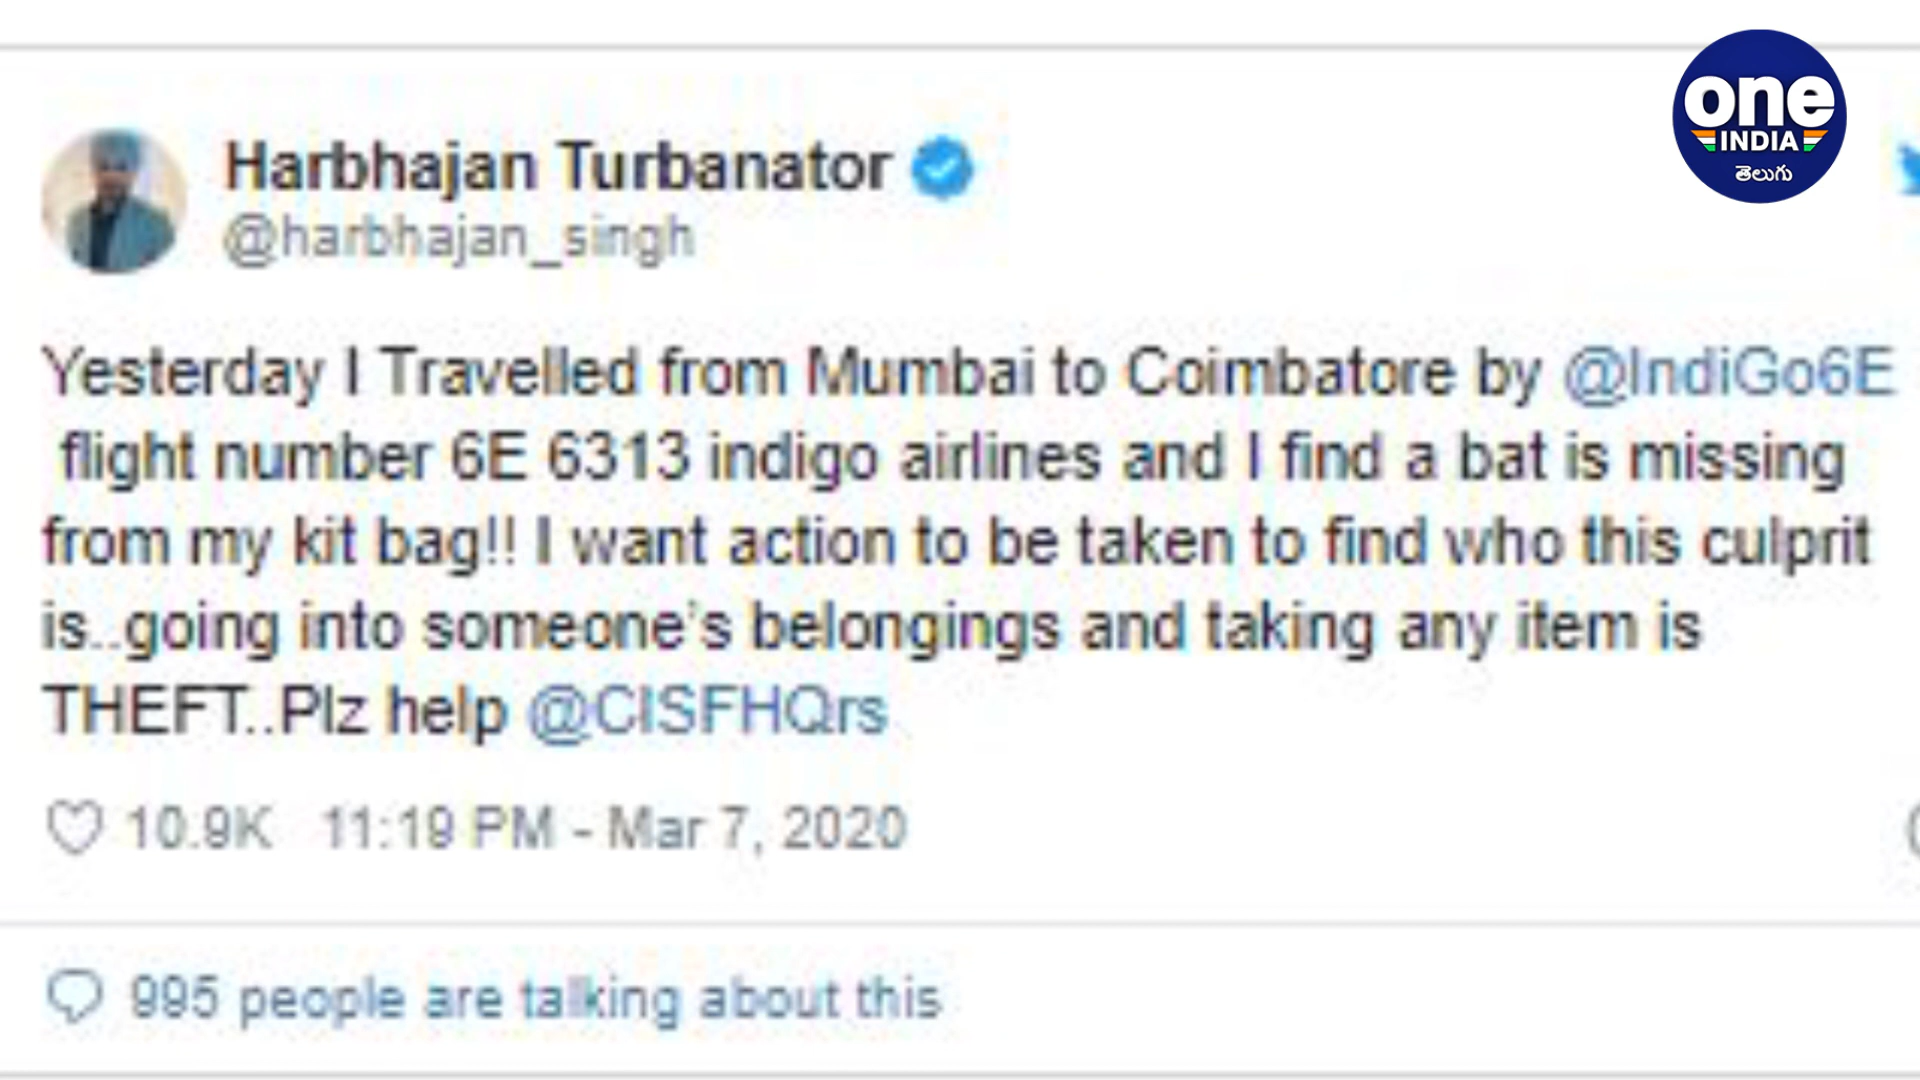 one
INDIA
తెలుగు
Harbhajan Turbanator
@harbhajan_singh
Yesterday I Travelled from Mumbai to Coimbatore by @IndiGo6E
flight number 6E 6313 indigo airlines and I find a bat is missing
from my kit bag!! I want action to be taken to find who this culprit
is..going into someone's belongings and taking any item is
THEFT..Plz help @CISFHQrs
10.9K 11:19 PM - Mar 7, 2020
995 people are talking about this